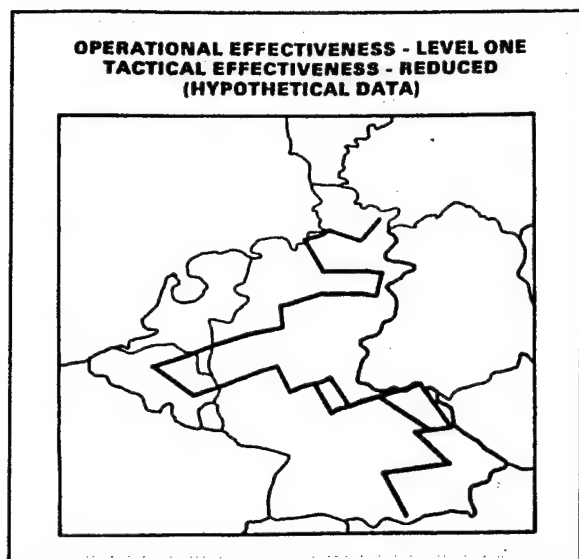 OPERATIONAL EFFECTIVENESS - LEVEL ONE
TACTICAL EFFECTIVENESS - REDUCED
(HYPOTHETICAL DATA)